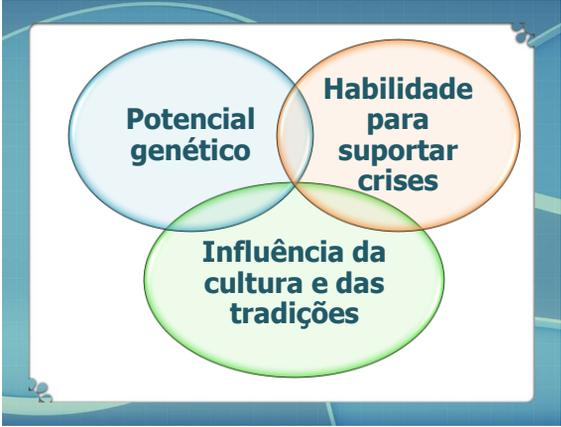 Potencial
genético
Habilidade
para
suportar
crises
Influência da
cultura e das
tradições